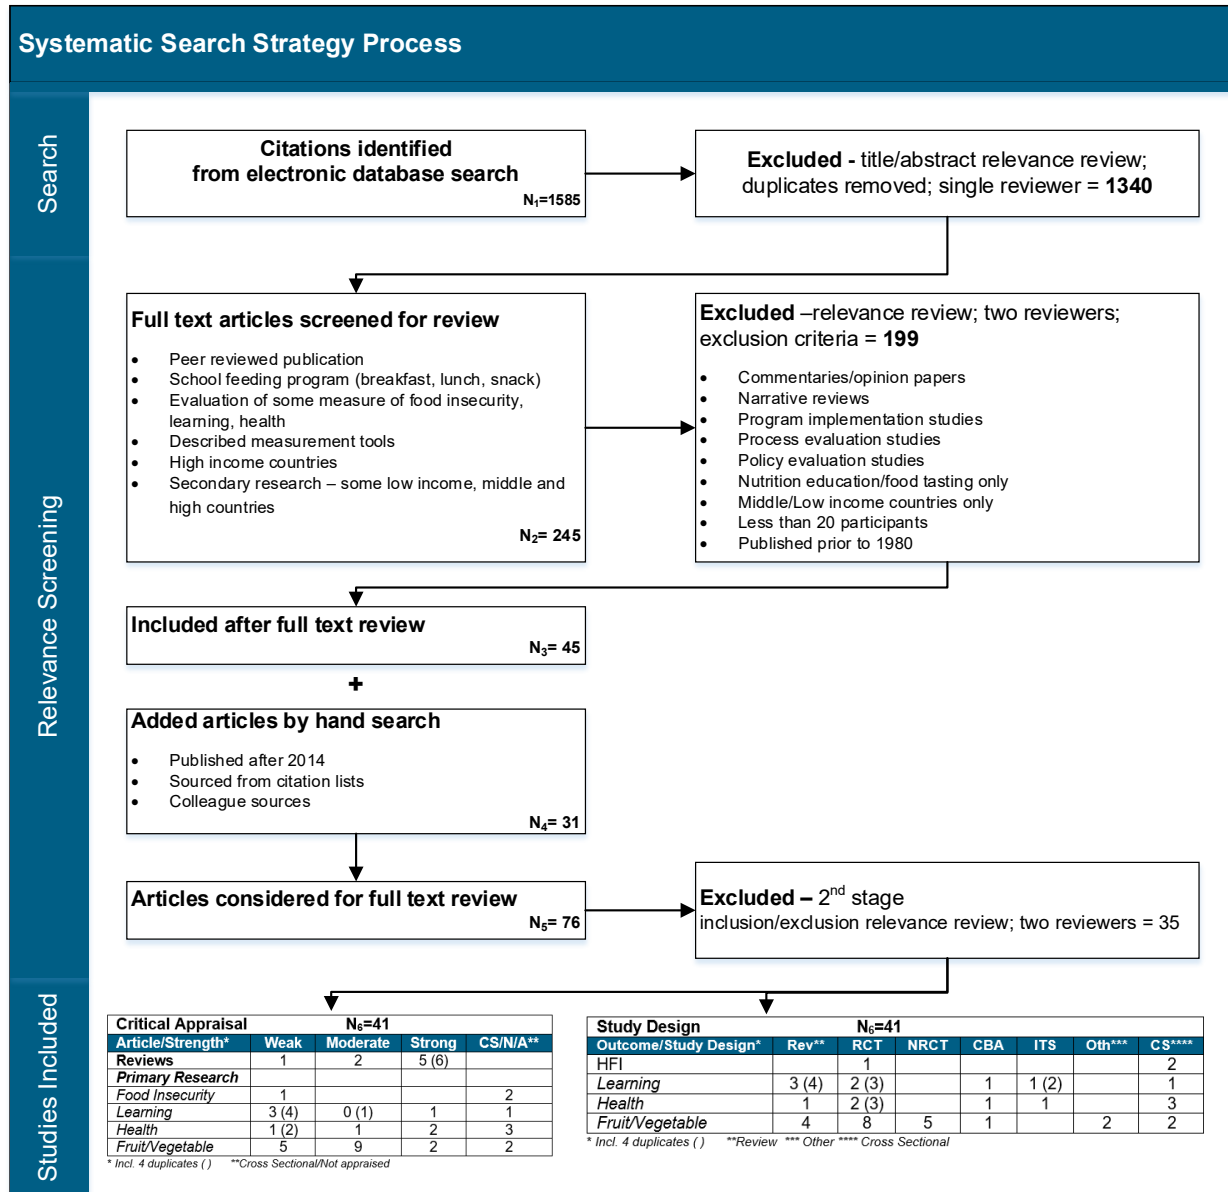 Systematic Search Strategy Process
Search
Citations identified
from electronic database search
N1=1585
Excluded - title/abstract relevance review;
duplicates removed; single reviewer = 1340
Relevance Screening
Full text articles screened for review
• Peer reviewed publication
• School feeding program (breakfast, lunch, snack)
• Evaluation of some measure of food insecurity,
learning, health
• Described measurement tools
• High income countries
• Secondary research – some low income, middle and
high countries
N2= 245
Excluded –relevance review; two reviewers;
exclusion criteria = 199
• Commentaries/opinion papers
• Narrative reviews
• Program implementation studies
• Process evaluation studies
• Policy evaluation studies
• Nutrition education/food tasting only
• Middle/Low income countries only
• Less than 20 participants
• Published prior to 1980
Included after full text review
N3= 45
+
Added articles by hand search
• Published after 2014
• Sourced from citation lists
• Colleague sources
N4= 31
Articles considered for full text review
N5= 76
Excluded – 2nd stage
inclusion/exclusion relevance review; two reviewers = 35
Studies Included
Critical Appraisal N6=41
Article/Strength* Weak Moderate Strong CS/N/A**
Reviews 1 2 5 (6)
Primary Research
Food Insecurity 1 2
Learning 3 (4) 0 (1) 1 1
Health 1 (2) 1 2 3
Fruit/Vegetable 5 9 2 2
* Incl. 4 duplicates ( ) **Cross Sectional/Not appraised
Study Design N6=41
Outcome/Study Design* Rev** RCT NRCT CBA ITS Oth*** CS****
HFI 1 2
Learning 3 (4) 2 (3) 1 1 (2) 1
Health 1 2 (3) 1 1 3
Fruit/Vegetable 4 8 5 1 2 2
* Incl. 4 duplicates ( ) **Review *** Other **** Cross Sectional